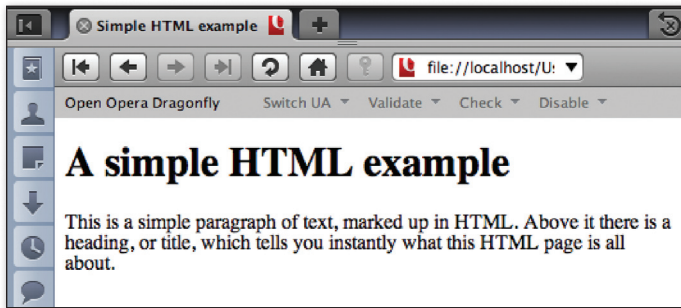 Simple HTML example
file://localhost/U:
Open Opera Dragonfly Switch UA Validate Check Disable
A simple HTML example
This is a simple paragraph of text, marked up in HTML. Above it there is a
heading, or title, which tells you instantly what this HTML page is all
about.